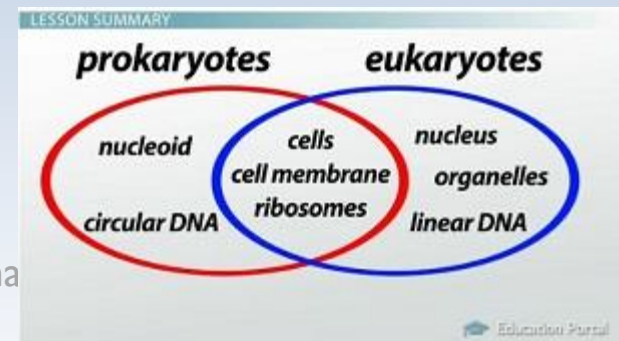 LESSON SUMMARY
prokaryotes eukaryotes
nucleoid
circular DNA
cells
cell membrane
ribosomes
nucleus
organelles
linear DNA
Education Portal